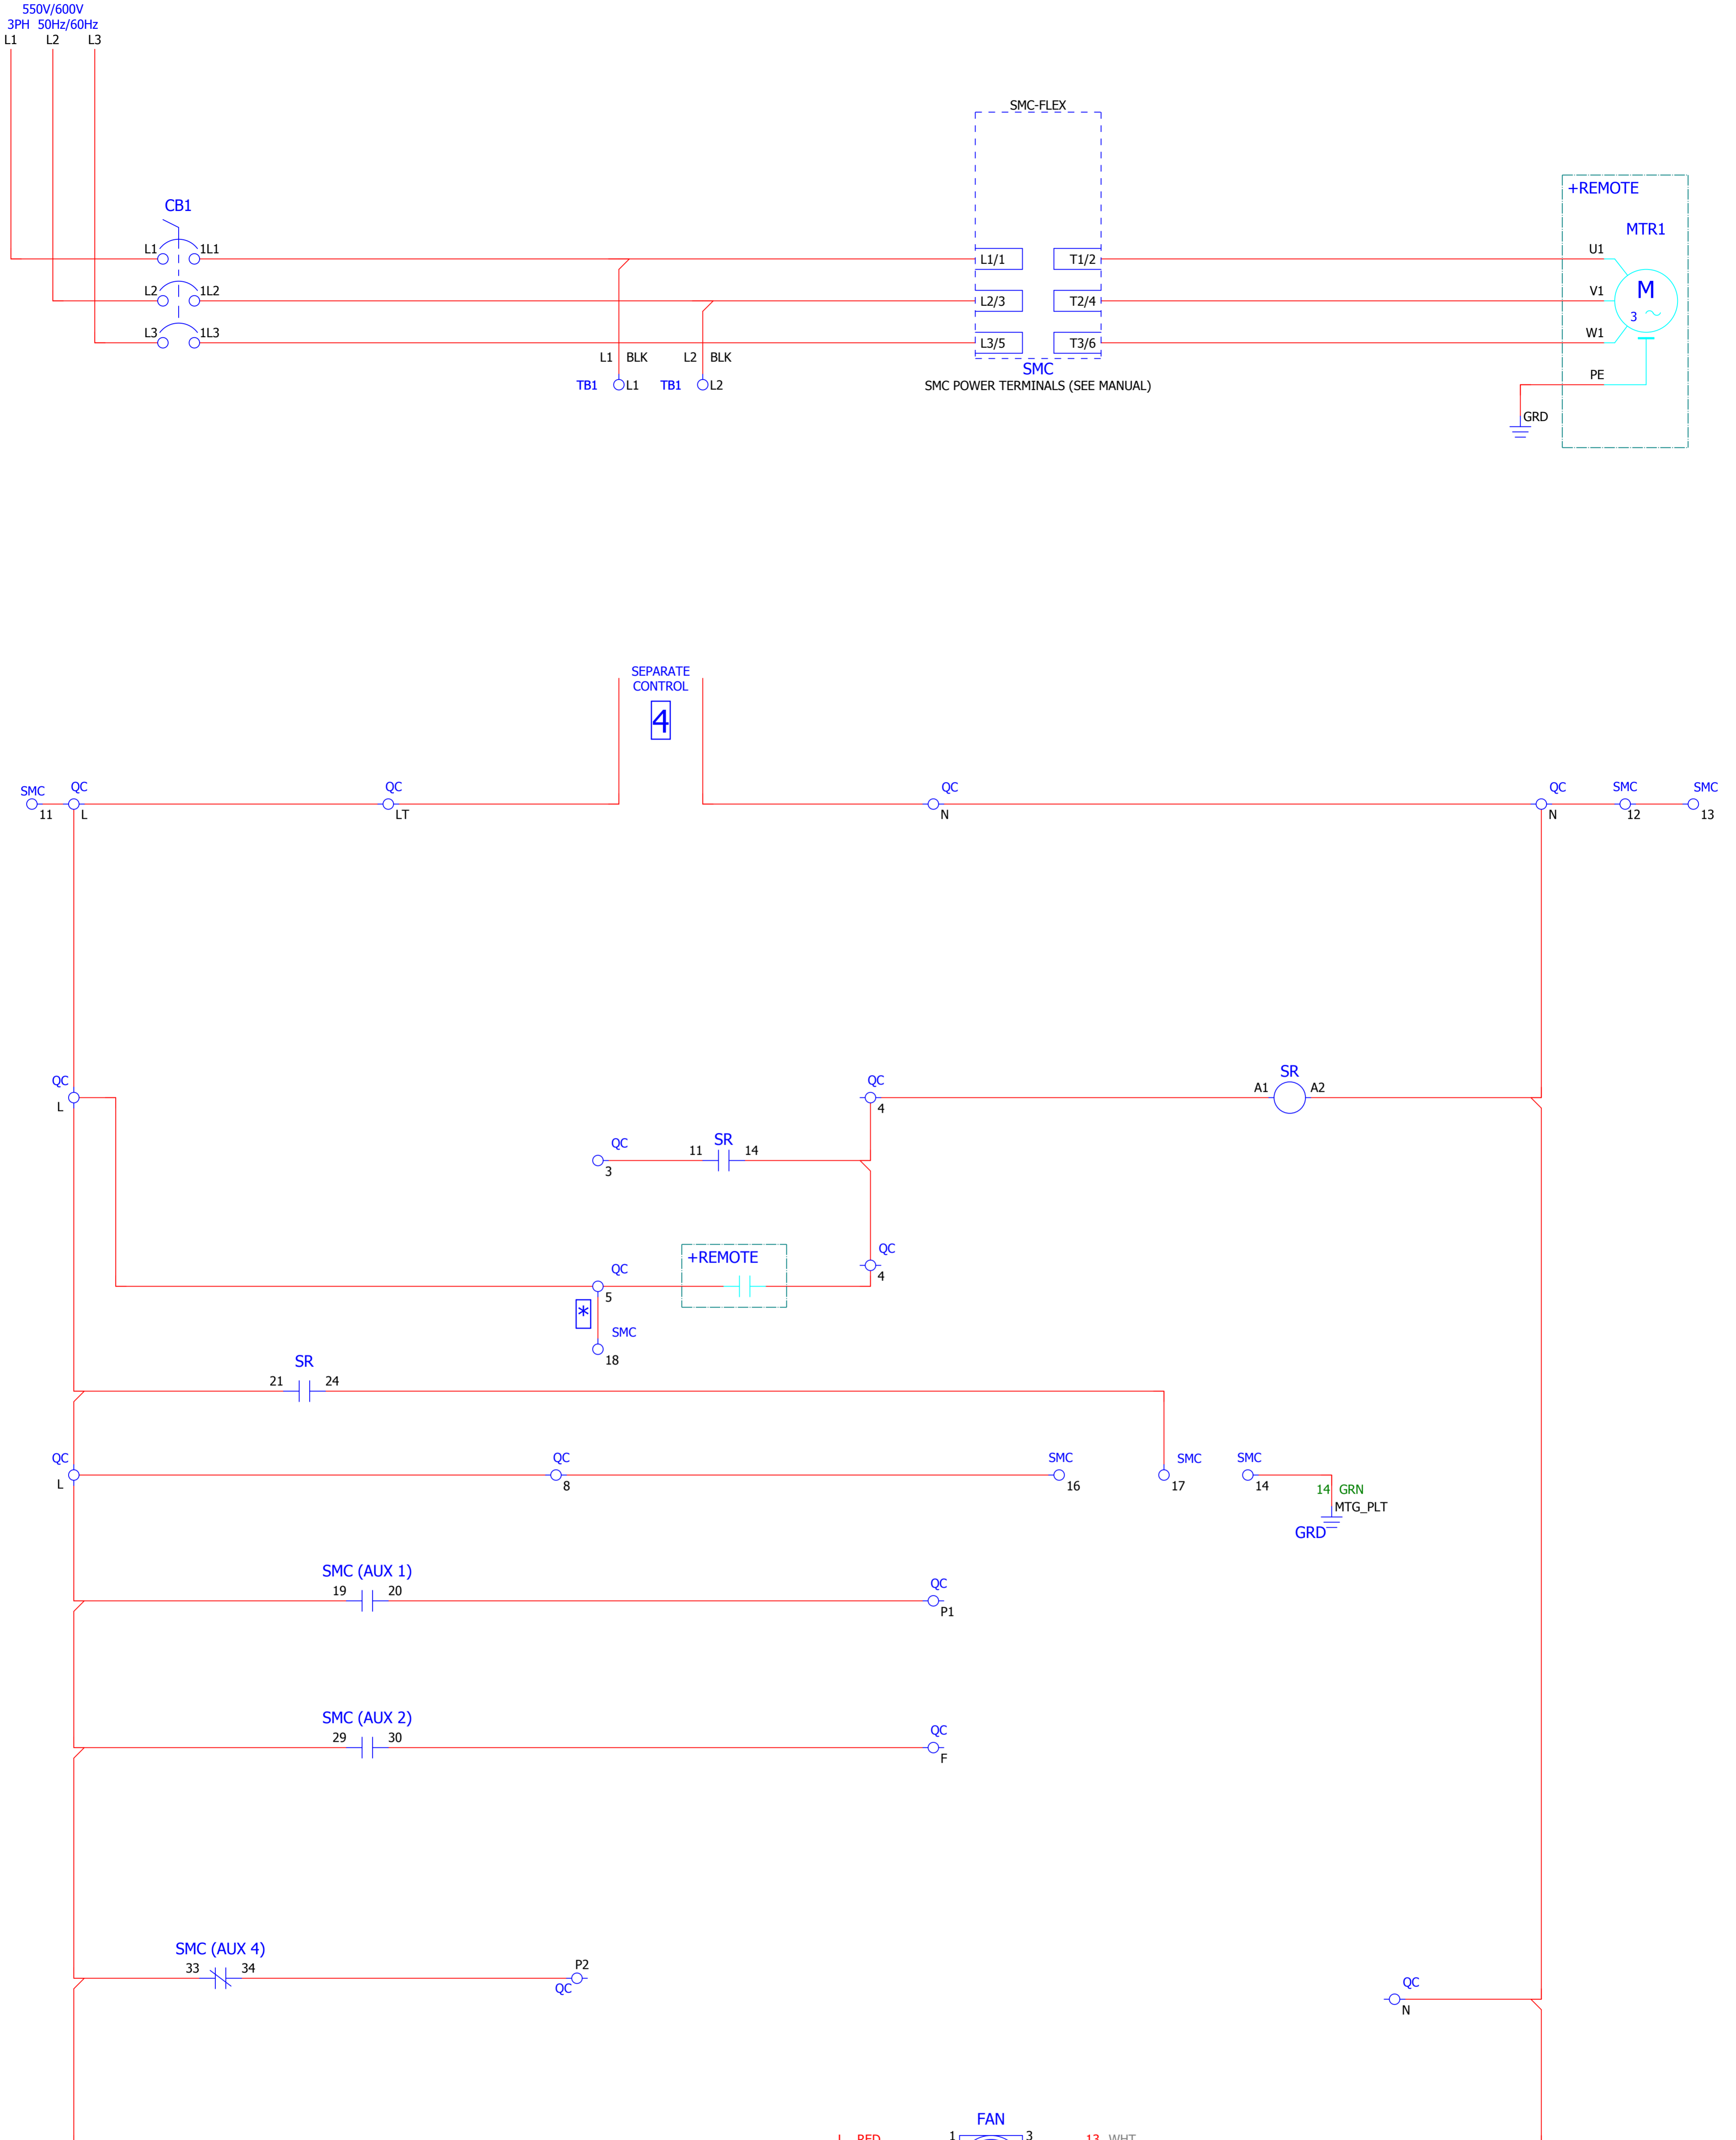 550V/600V
3PH 50Hz/60Hz
L1 L2 L3
SMC-FLEX
+REMOTE
CB1
MTR1
L1 1L1
L1/1 T1/2
U1
L2 1L2
L2/3 T2/4
V1
M
3
L3 1L3
L3/5 T3/6
W1
L1 BLK L2 BLK
SMC
TB1 L1 TB1 L2
SMC POWER TERMINALS (SEE MANUAL)
PE
GRD
SEPARATE
CONTROL
4
SMC QC QC QC QC SMC SMC
11 L LT N N 12 13
QC QC SR
A1 A2
L 4
QC SR
11 14
3
+REMOTE
QC QC
5 4
*
SMC
18
SR
21 24
QC QC SMC SMC SMC
L 8 16 17 14
14 GRN
MTG_PLT
GRD
SMC (AUX 1)
19 20
QC
P1
SMC (AUX 2)
29 30
QC
F
SMC (AUX 4)
33 34
P2
QC
QC
N
FAN
L RED 1 3 13 WHT